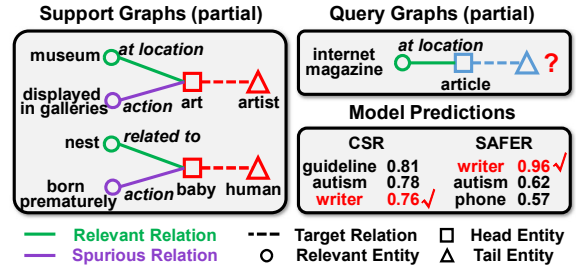 Support Graphs (partial)
museum
at location
displayed
in galleries
action
art
artist
nest
related to
born
prematurely
action
baby
human
Query Graphs (partial)
internet
magazine
at location
article
?
Model Predictions
CSR
guideline 0.81
autism 0.78
writer 0.76 √
SAFER
writer 0.96 √
autism 0.62
phone 0.57
Relevant Relation
Target Relation
Head Entity
Spurious Relation
Relevant Entity
Tail Entity